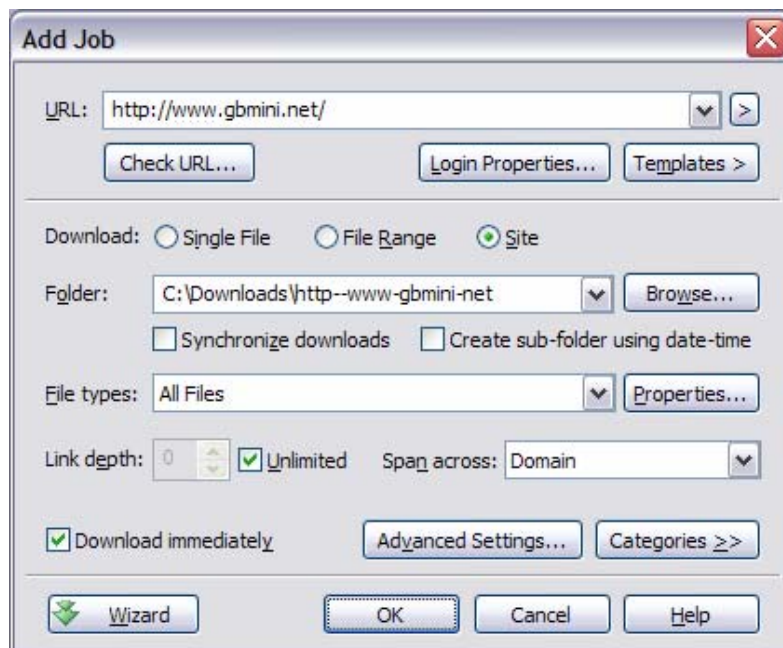 Add Job
URL: http://www.gbmini.net/ >
Check URL... Login Properties... Templates >
Download: Single File File Range Site
Folder: C:\Downloads\http--www-gbmini-net Browse...
Synchronize downloads Create sub-folder using date-time
File types: All Files Properties...
Link depth: 0 Unlimited Span across: Domain
Download immediately Advanced Settings... Categories >>
Wizard OK Cancel Help